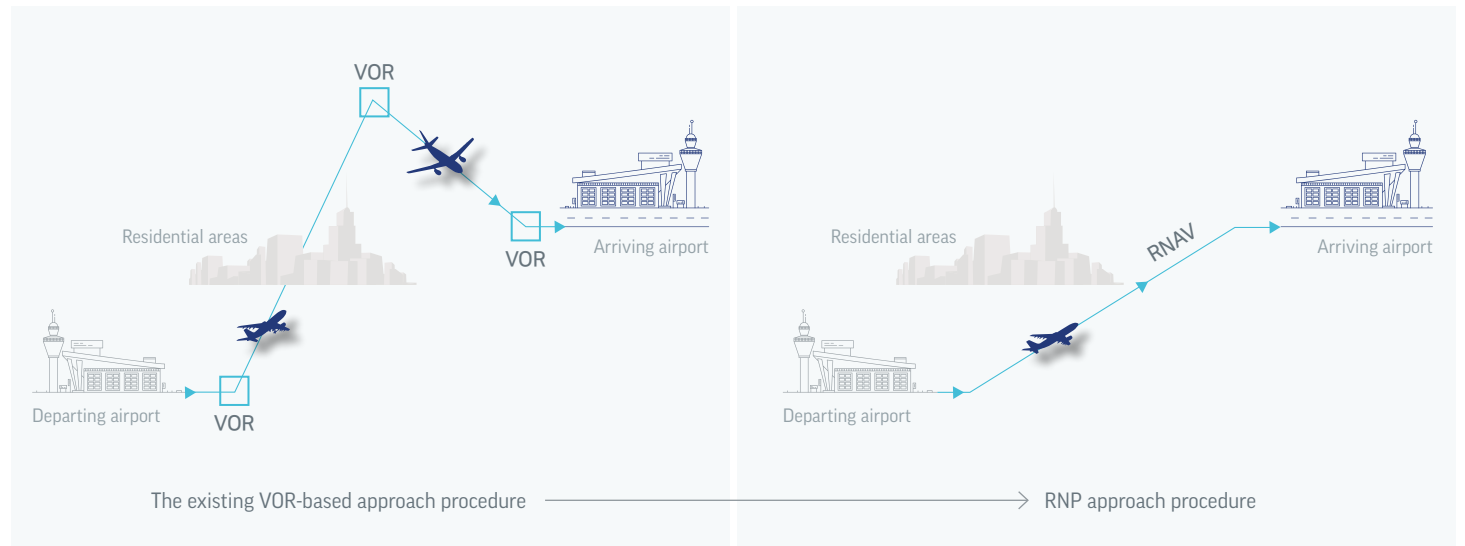 VOR
Residential areas
Arriving airport
VOR
Departing airport
VOR
The existing VOR-based approach procedure
Residential areas
RNAV
Arriving airport
Departing airport
RNP approach procedure